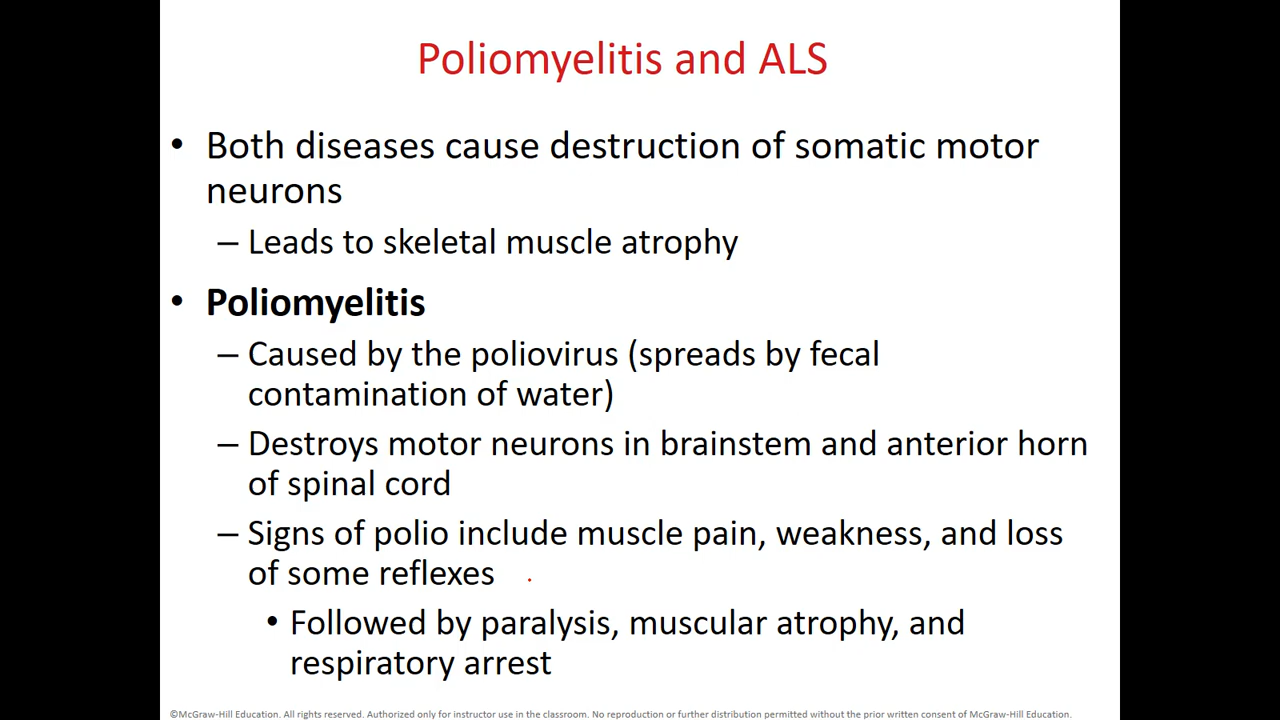 Poliomyelitis and ALS
• Both diseases cause destruction of somatic motor
neurons
– Leads to skeletal muscle atrophy
• Poliomyelitis
– Caused by the poliovirus (spreads by fecal
contamination of water)
– Destroys motor neurons in brainstem and anterior horn
of spinal cord
– Signs of polio include muscle pain, weakness, and loss
of some reflexes
• Followed by paralysis, muscular atrophy, and
respiratory arrest
©McGraw-Hill Education. All rights reserved. Authorized only for instructor use in the classroom. No reproduction or further distribution permitted without the prior written consent of McGraw-Hill Education.